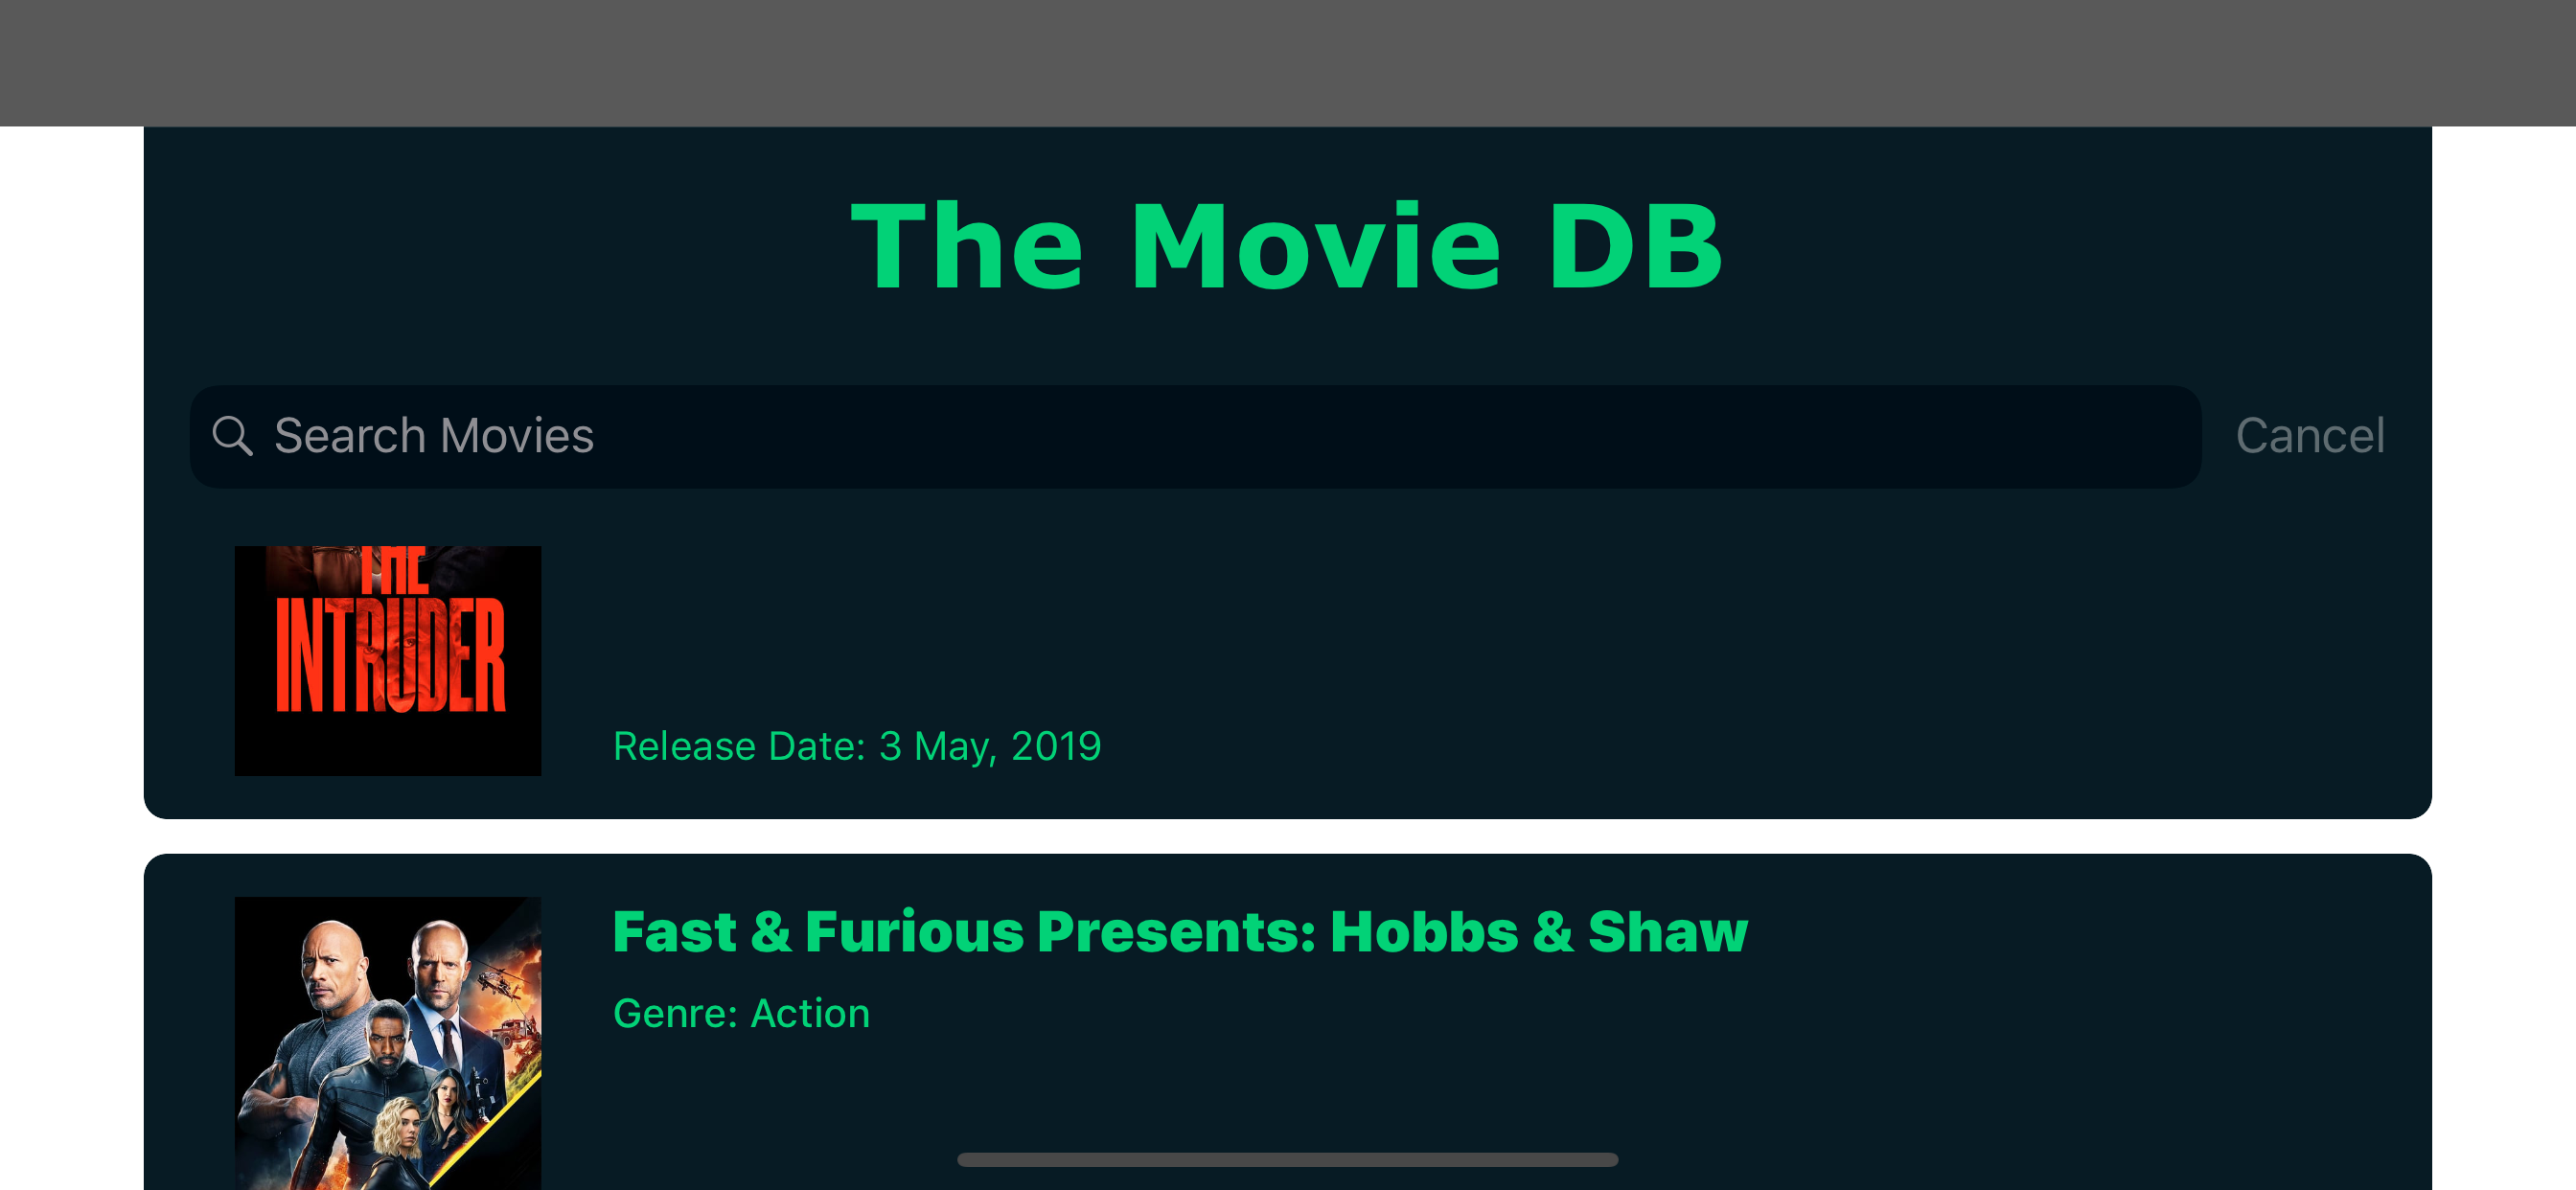 The Movie DB
Search Movies
Cancel
THE
INTRUDER
Release Date: 3 May, 2019
Fast & Furious Presents: Hobbs & Shaw
Genre: Action